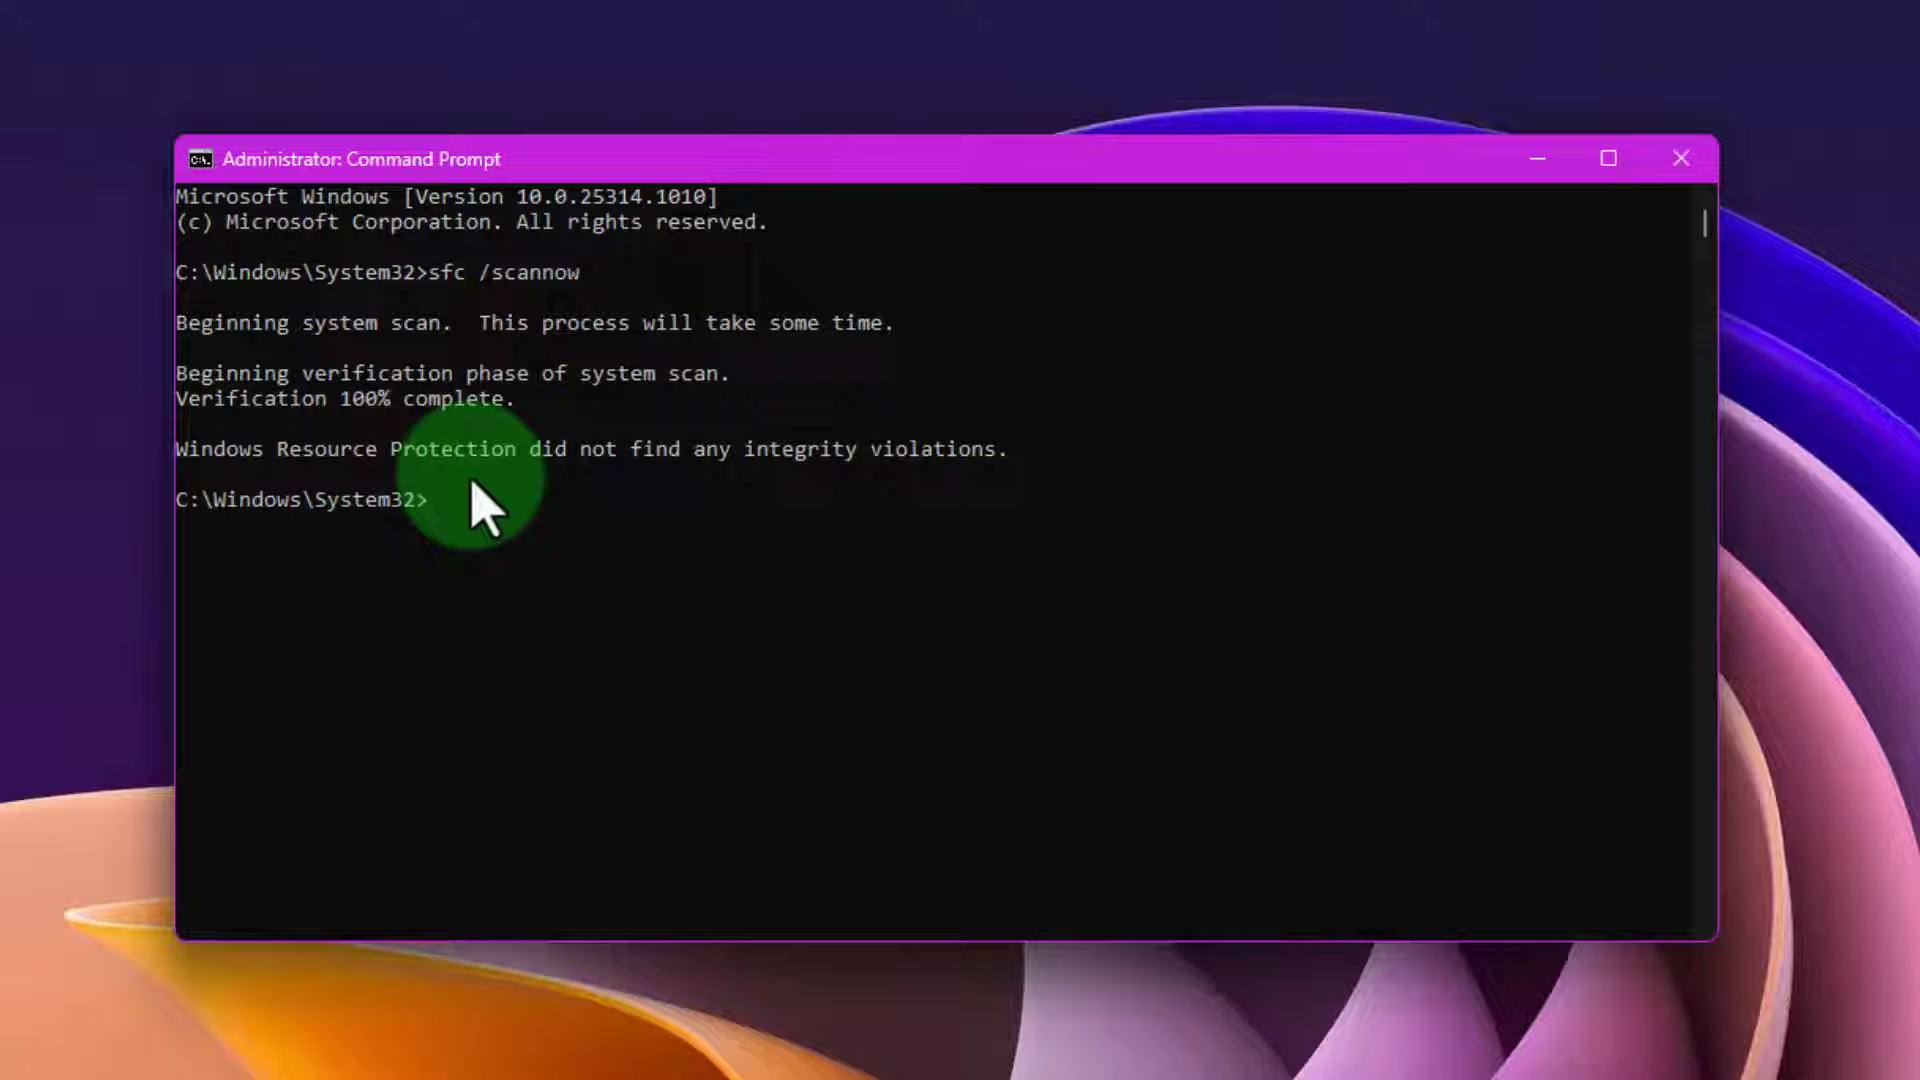 Administrator: Command Prompt
Microsoft Windows [Version 10.0.25314.1010]
(c) Microsoft Corporation. All rights reserved.
C:\Windows\System32>sfc /scannow
Beginning system scan.  This process will take some time.
Beginning verification phase of system scan.
Verification 100% complete.
Windows Resource Protection did not find any integrity violations.
C:\Windows\System32>